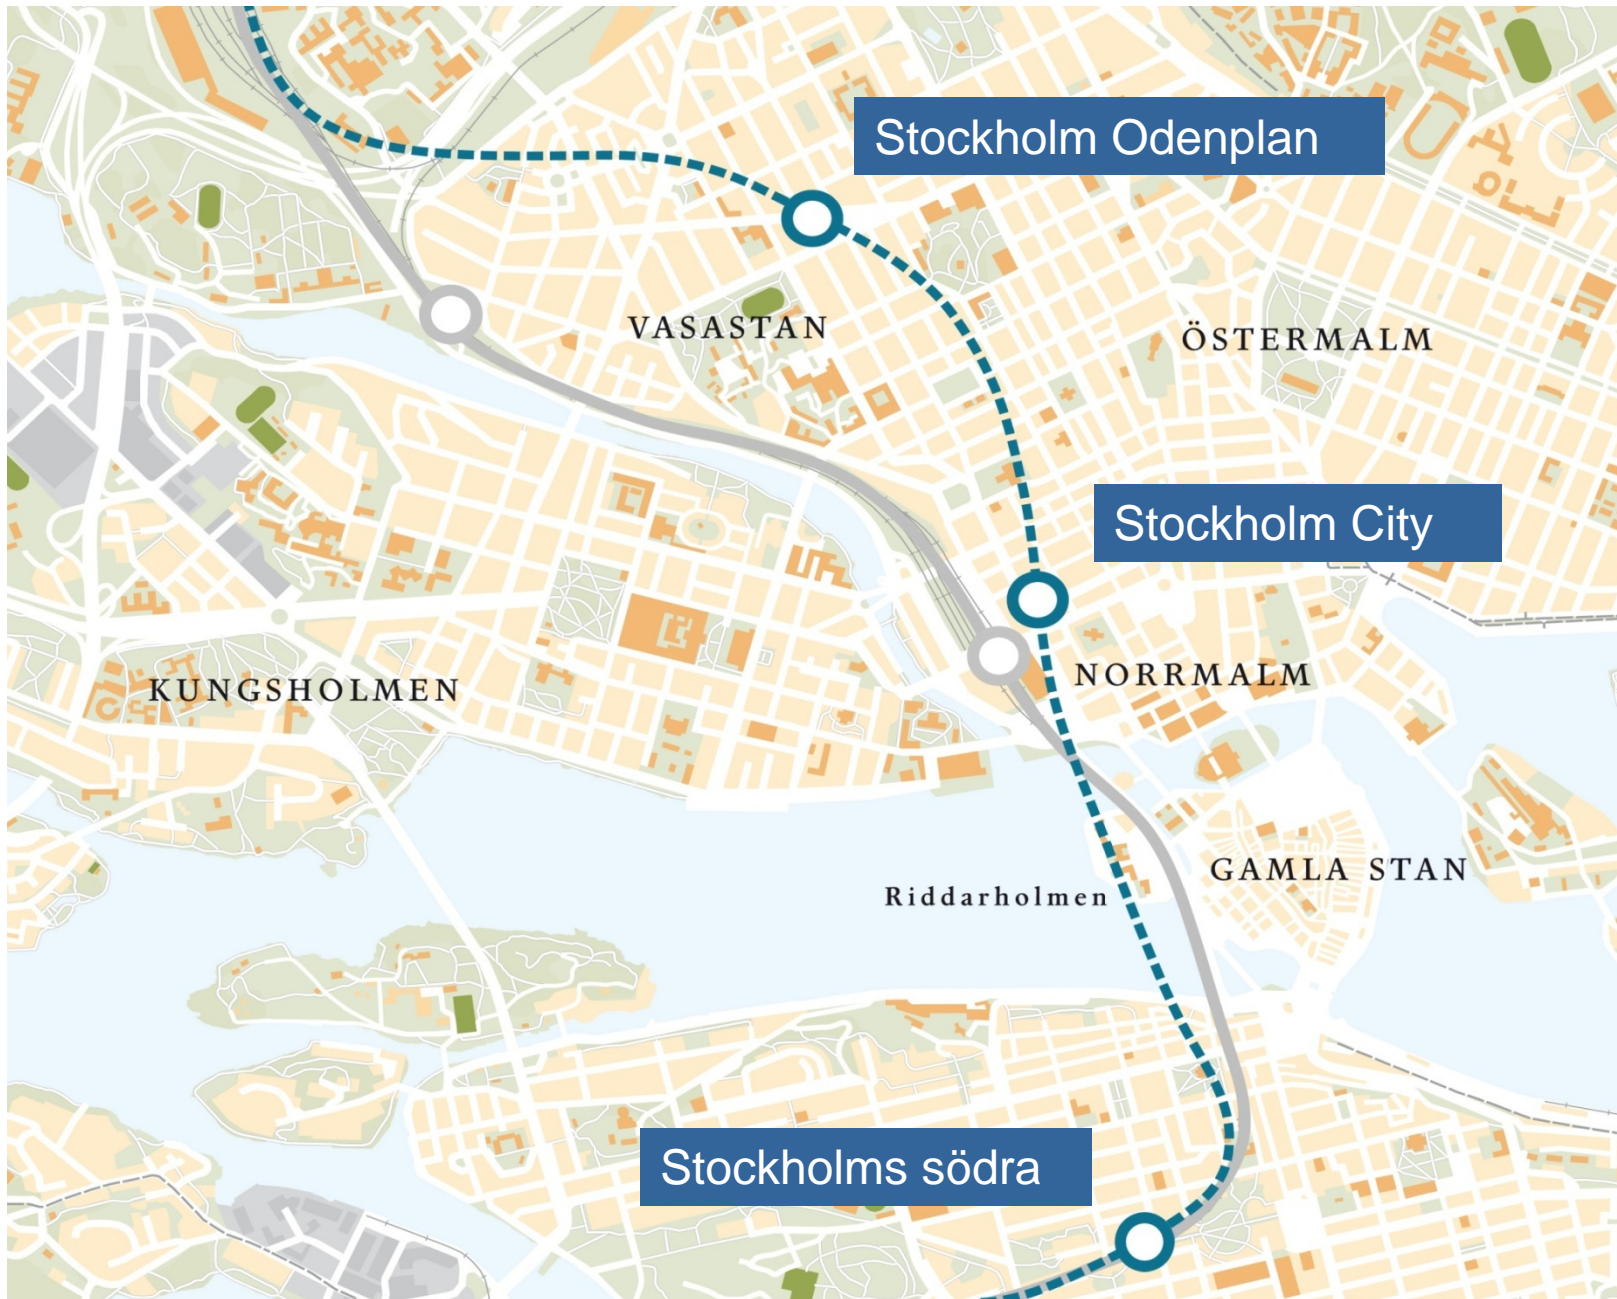 Stockholm Odenplan
VASASTAN
ÖSTERMALM
Stockholm City
KUNGSHOLMEN
NORRMALM
GAMLA STAN
Riddarholmen
Stockholms södra